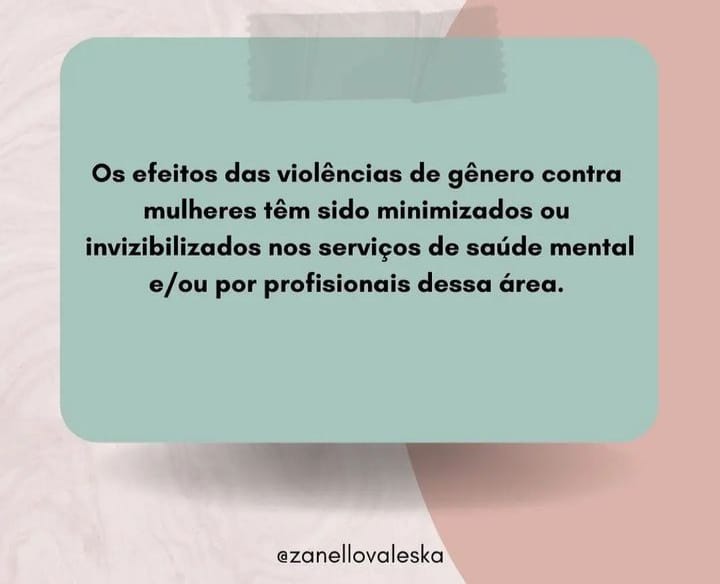 Os efeitos das violências de gênero contra
mulheres têm sido minimizados ou
invizibilizados nos serviços de saúde mental
e/ou por profisionais dessa área.
@zanellovaleska